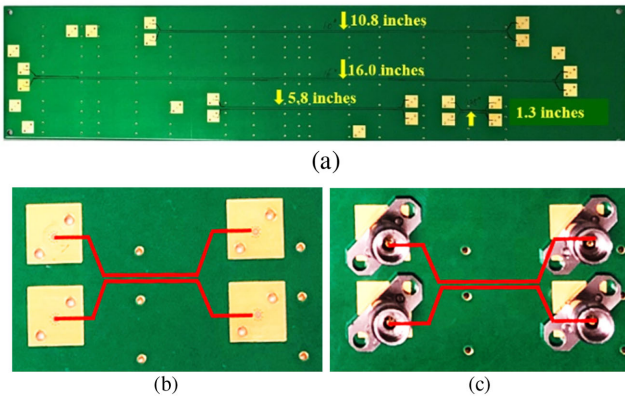 10.8 inches
16.0 inches
5.8 inches
1.3 inches
(a)
(b)
(c)